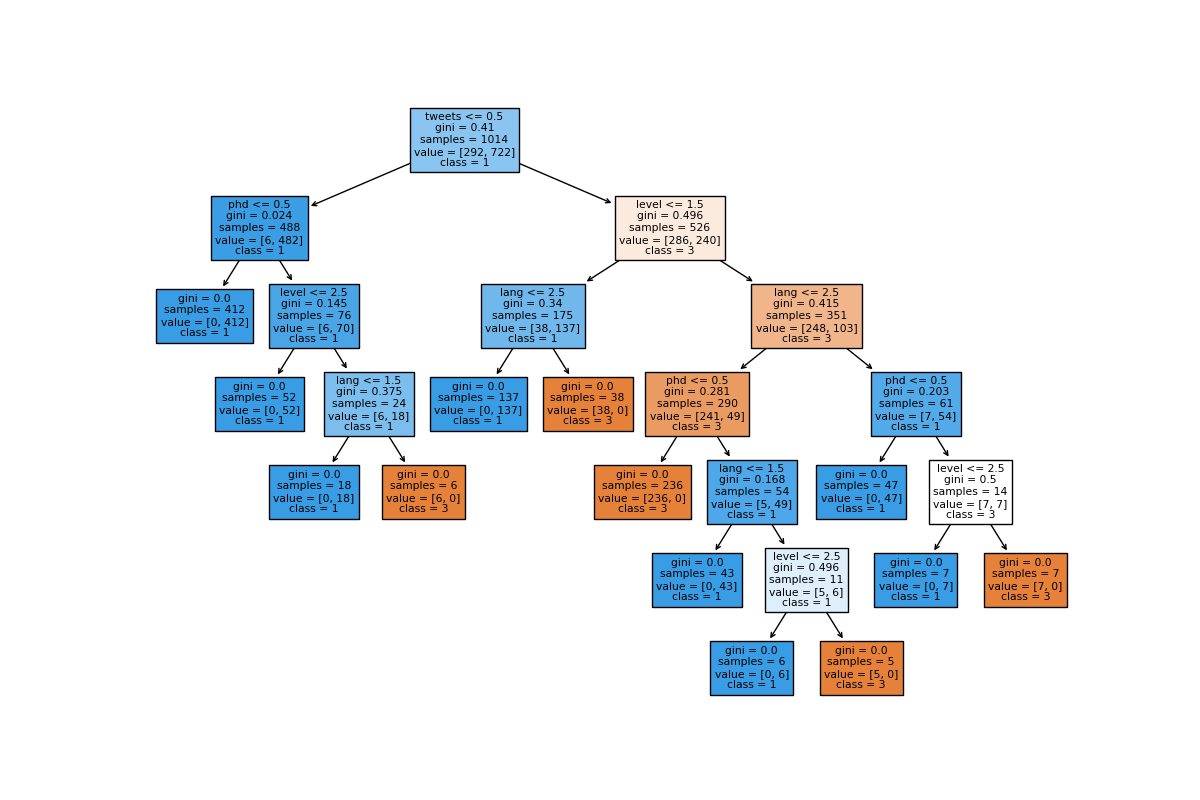 tweets <= 0.5
gini = 0.41
samples = 1014
value = [292, 722]
class = 1
phd <= 0.5
gini = 0.024
samples = 488
value = [6, 482]
class = 1
level <= 1.5
gini = 0.496
samples = 526
value = [286, 240]
class = 3
gini = 0.0
samples = 412
value = [0, 412]
class = 1
level <= 2.5
gini = 0.145
samples = 76
value = [6, 70]
class = 1
lang <= 2.5
gini = 0.34
samples = 175
value = [38, 137]
class = 1
lang <= 2.5
gini = 0.415
samples = 351
value = [248, 103]
class = 3
gini = 0.0
samples = 52
value = [0, 52]
class = 1
lang <= 1.5
gini = 0.375
samples = 24
value = [6, 18]
class = 1
gini = 0.0
samples = 137
value = [0, 137]
class = 1
gini = 0.0
samples = 38
value = [38, 0]
class = 3
phd <= 0.5
gini = 0.281
samples = 290
value = [241, 49]
class = 3
phd <= 0.5
gini = 0.203
samples = 61
value = [7, 54]
class = 1
gini = 0.0
samples = 18
value = [0, 18]
class = 1
gini = 0.0
samples = 6
value = [6, 0]
class = 3
gini = 0.0
samples = 236
value = [236, 0]
class = 3
lang <= 1.5
gini = 0.168
samples = 54
value = [5, 49]
class = 1
gini = 0.0
samples = 47
value = [0, 47]
class = 1
level <= 2.5
gini = 0.5
samples = 14
value = [7, 7]
class = 3
gini = 0.0
samples = 43
value = [0, 43]
class = 1
level <= 2.5
gini = 0.496
samples = 11
value = [5, 6]
class = 1
gini = 0.0
samples = 7
value = [0, 7]
class = 1
gini = 0.0
samples = 7
value = [7, 0]
class = 3
gini = 0.0
samples = 6
value = [0, 6]
class = 1
gini = 0.0
samples = 5
value = [5, 0]
class = 3